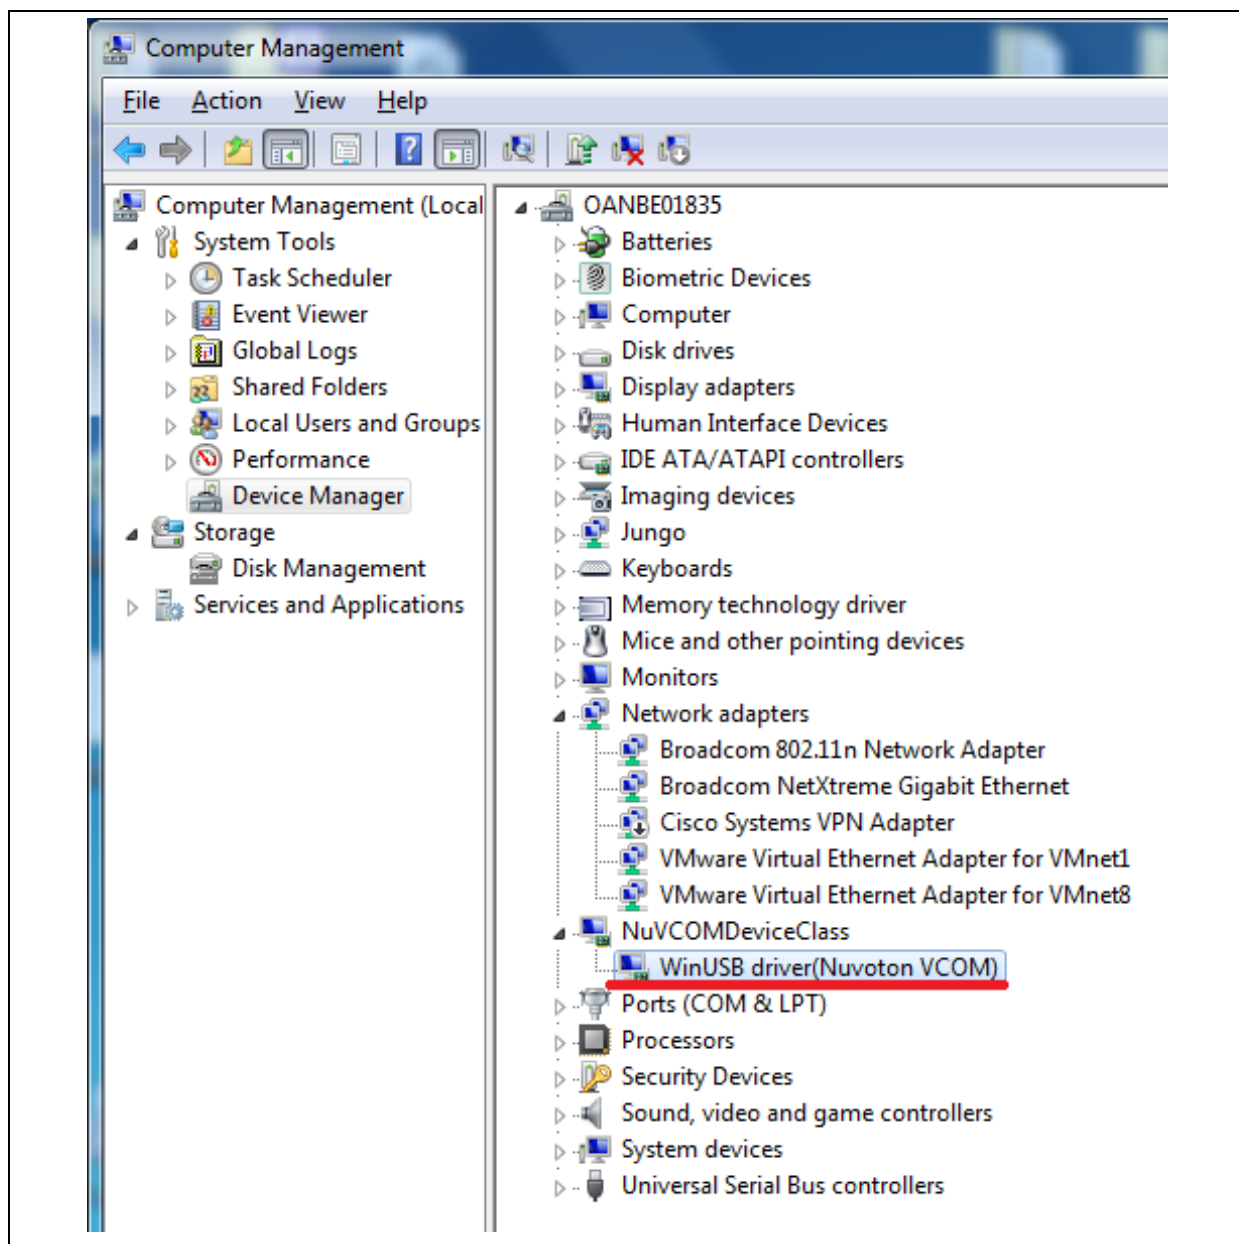 Computer Management
File Action View Help
Computer Management (Local
System Tools
Task Scheduler
Event Viewer
Global Logs
Shared Folders
Local Users and Groups
Performance
Device Manager
Storage
Disk Management
Services and Applications
OANBE01835
Batteries
Biometric Devices
Computer
Disk drives
Display adapters
Human Interface Devices
IDE ATA/ATAPI controllers
Imaging devices
Jungo
Keyboards
Memory technology driver
Mice and other pointing devices
Monitors
Network adapters
Broadcom 802.11n Network Adapter
Broadcom NetXtreme Gigabit Ethernet
Cisco Systems VPN Adapter
VMware Virtual Ethernet Adapter for VMnet1
VMware Virtual Ethernet Adapter for VMnet8
NuVCOMDeviceClass
WinUSB driver(Nuvoton VCOM)
Ports (COM & LPT)
Processors
Security Devices
Sound, video and game controllers
System devices
Universal Serial Bus controllers